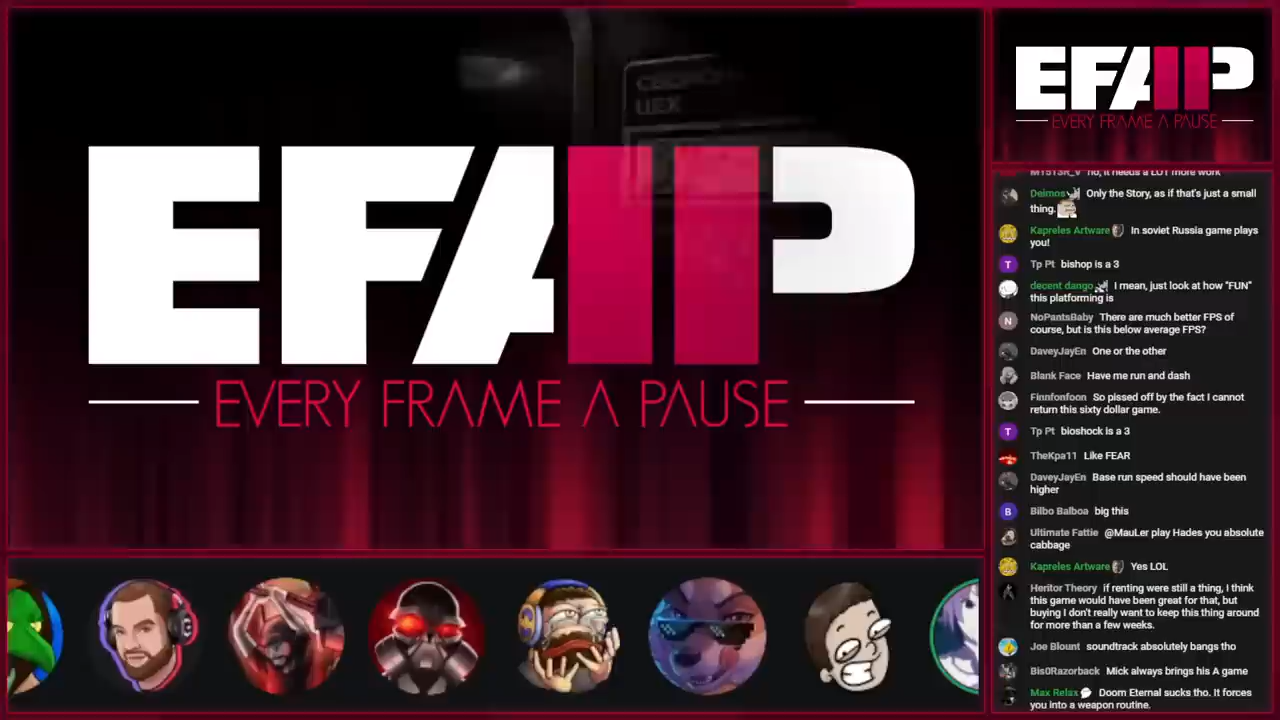 EFAP
EVERY FRAME A PAUSE
EFAP
EVERY FRAME A PAUSE
MYST3R_V no, it needs a LOT more work
Deimos Only the Story, as if that's just a small
thing.
Kapreles Artware In soviet Russia game plays
you!
Tp Pt bishop is a 3
decent dango I mean, just look at how "FUN"
this platforming is
NoPantsBaby There are much better FPS of
course, but is this below average FPS?
DaveyJayEn One or the other
Blank Face Have me run and dash
Finnfonfoon So pissed off by the fact I cannot
return this sixty dollar game.
Tp Pt bioshock is a 3
TheKpa11 Like FEAR
DaveyJayEn Base run speed should have been
higher
Bilbo Balboa big this
Ultimate Fattie @MauLer play Hades you absolute
cabbage
Kapreles Artware Yes LOL
Heritor Theory if renting were still a thing, I think
this game would have been great for that, but
buying I don't really want to keep this thing around
for more than a few weeks.
Joe Blount soundtrack absolutely bangs tho
Bis0Razorback Mick always brings his A game
Max Relax Doom Eternal sucks tho. It forces
you into a weapon routine.